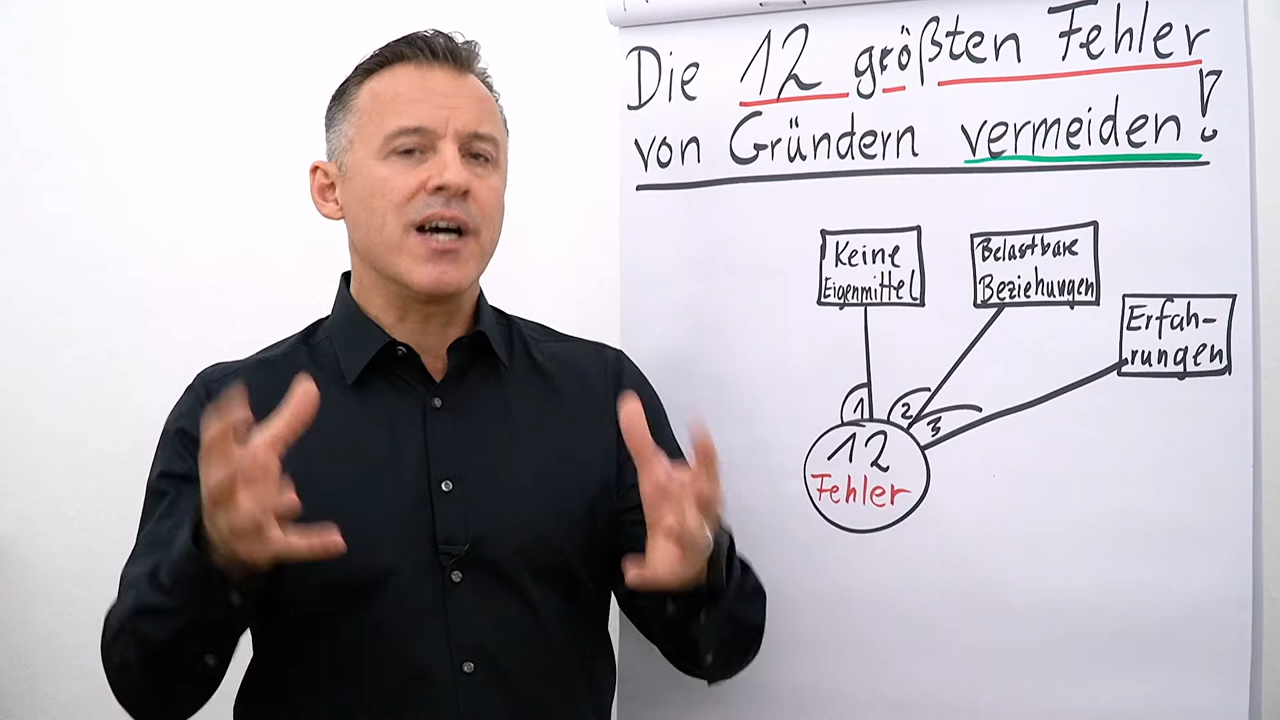 Die 12 größten Fehler
von Gründern vermeiden!
Keine
Eigenmittel
Belastbare
Beziehungen
Erfah-
rungen
1
2
3
12
Fehler